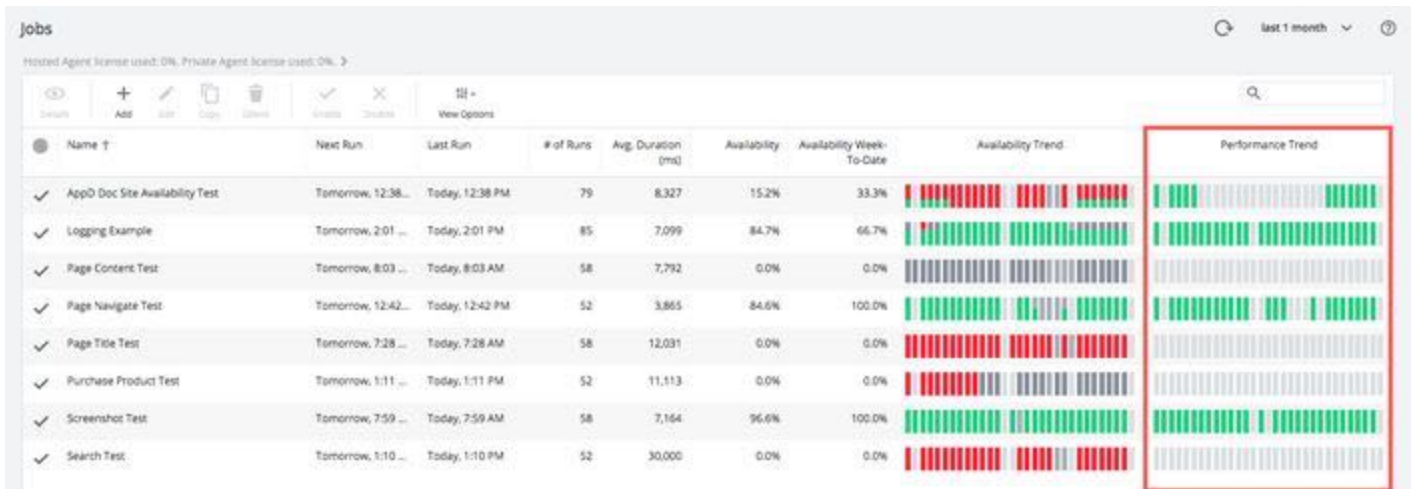 Jobs
last 1 month
Hosted Agent license used: 0%. Private Agent license used: 0%.
Details Add Edit Copy Delete Enable Disable View Options
Name ↑ Next Run Last Run # of Runs Avg. Duration (ms) Availability Availability Week-To-Date Availability Trend Performance Trend
AppD Doc Site Availability Test Tomorrow, 12:38... Today, 12:38 PM 79 8,327 15.2% 33.3%
Logging Example Tomorrow, 2:01 ... Today, 2:01 PM 85 7,099 84.7% 66.7%
Page Content Test Tomorrow, 8:03 ... Today, 8:03 AM 58 7,792 0.0% 0.0%
Page Navigate Test Tomorrow, 12:42... Today, 12:42 PM 52 3,865 84.6% 100.0%
Page Title Test Tomorrow, 7:28 ... Today, 7:28 AM 58 12,031 0.0% 0.0%
Purchase Product Test Tomorrow, 1:11 ... Today, 1:11 PM 52 11,113 0.0% 0.0%
Screenshot Test Tomorrow, 7:59 ... Today, 7:59 AM 58 7,164 96.6% 100.0%
Search Test Tomorrow, 1:10 ... Today, 1:10 PM 52 30,000 0.0% 0.0%